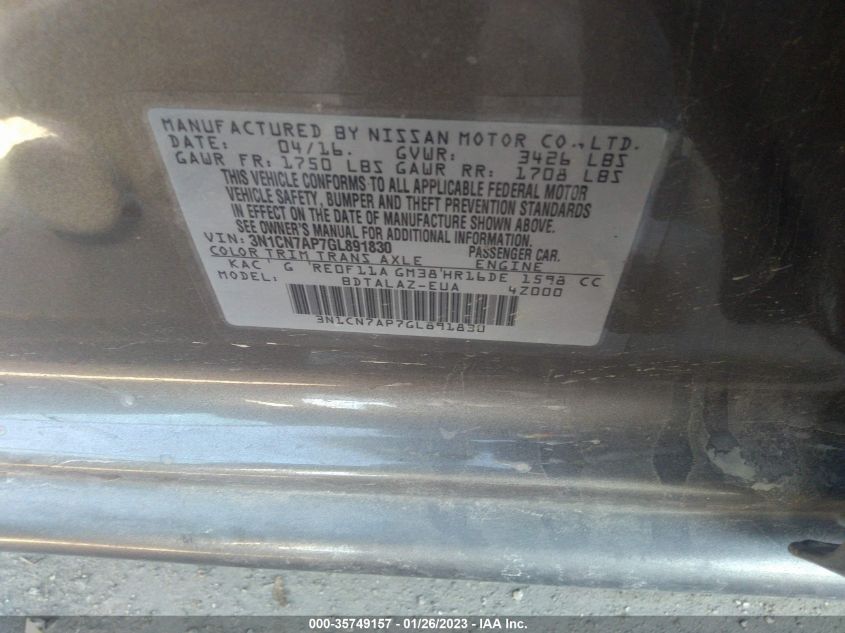 MANUFACTURED BY NISSAN MOTOR CO.,LTD.
DATE: 04/16. GVWR: 3426 LBS
GAWR FR: 1750 LBS GAWR RR: 1708 LBS
THIS VEHICLE CONFORMS TO ALL APPLICABLE FEDERAL MOTOR
VEHICLE SAFETY, BUMPER AND THEFT PREVENTION STANDARDS
IN EFFECT ON THE DATE OF MANUFACTURE SHOWN ABOVE.
SEE OWNER'S MANUAL FOR ADDITIONAL INFORMATION.
VIN: 3N1CN7AP7GL891830 PASSENGER CAR.
COLOR TRIM TRANS AXLE ENGINE
KAC G RE0F11A GM38 HR16DE 1598 CC
MODEL: BDTALAZ-EUA 4Z000
3N1CN7AP7GL891830
000-35749157 - 01/26/2023 - IAA Inc.